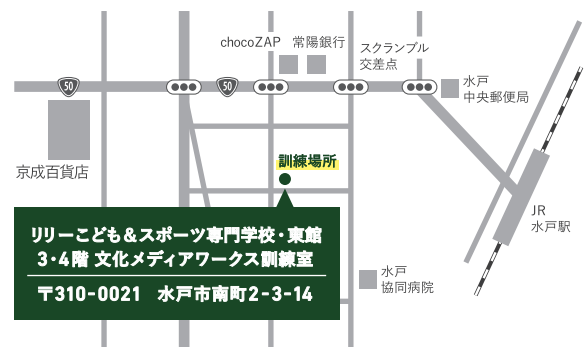 chocoZAP
常陽銀行
スクランブル
交差点
50
50
水戸
中央郵便局
京成百貨店
訓練場所
JR
水戸駅
リリーこども＆スポーツ専門学校・東館
3・4階 文化メディアワークス訓練室
〒310-0021 水戸市南町2-3-14
水戸
協同病院